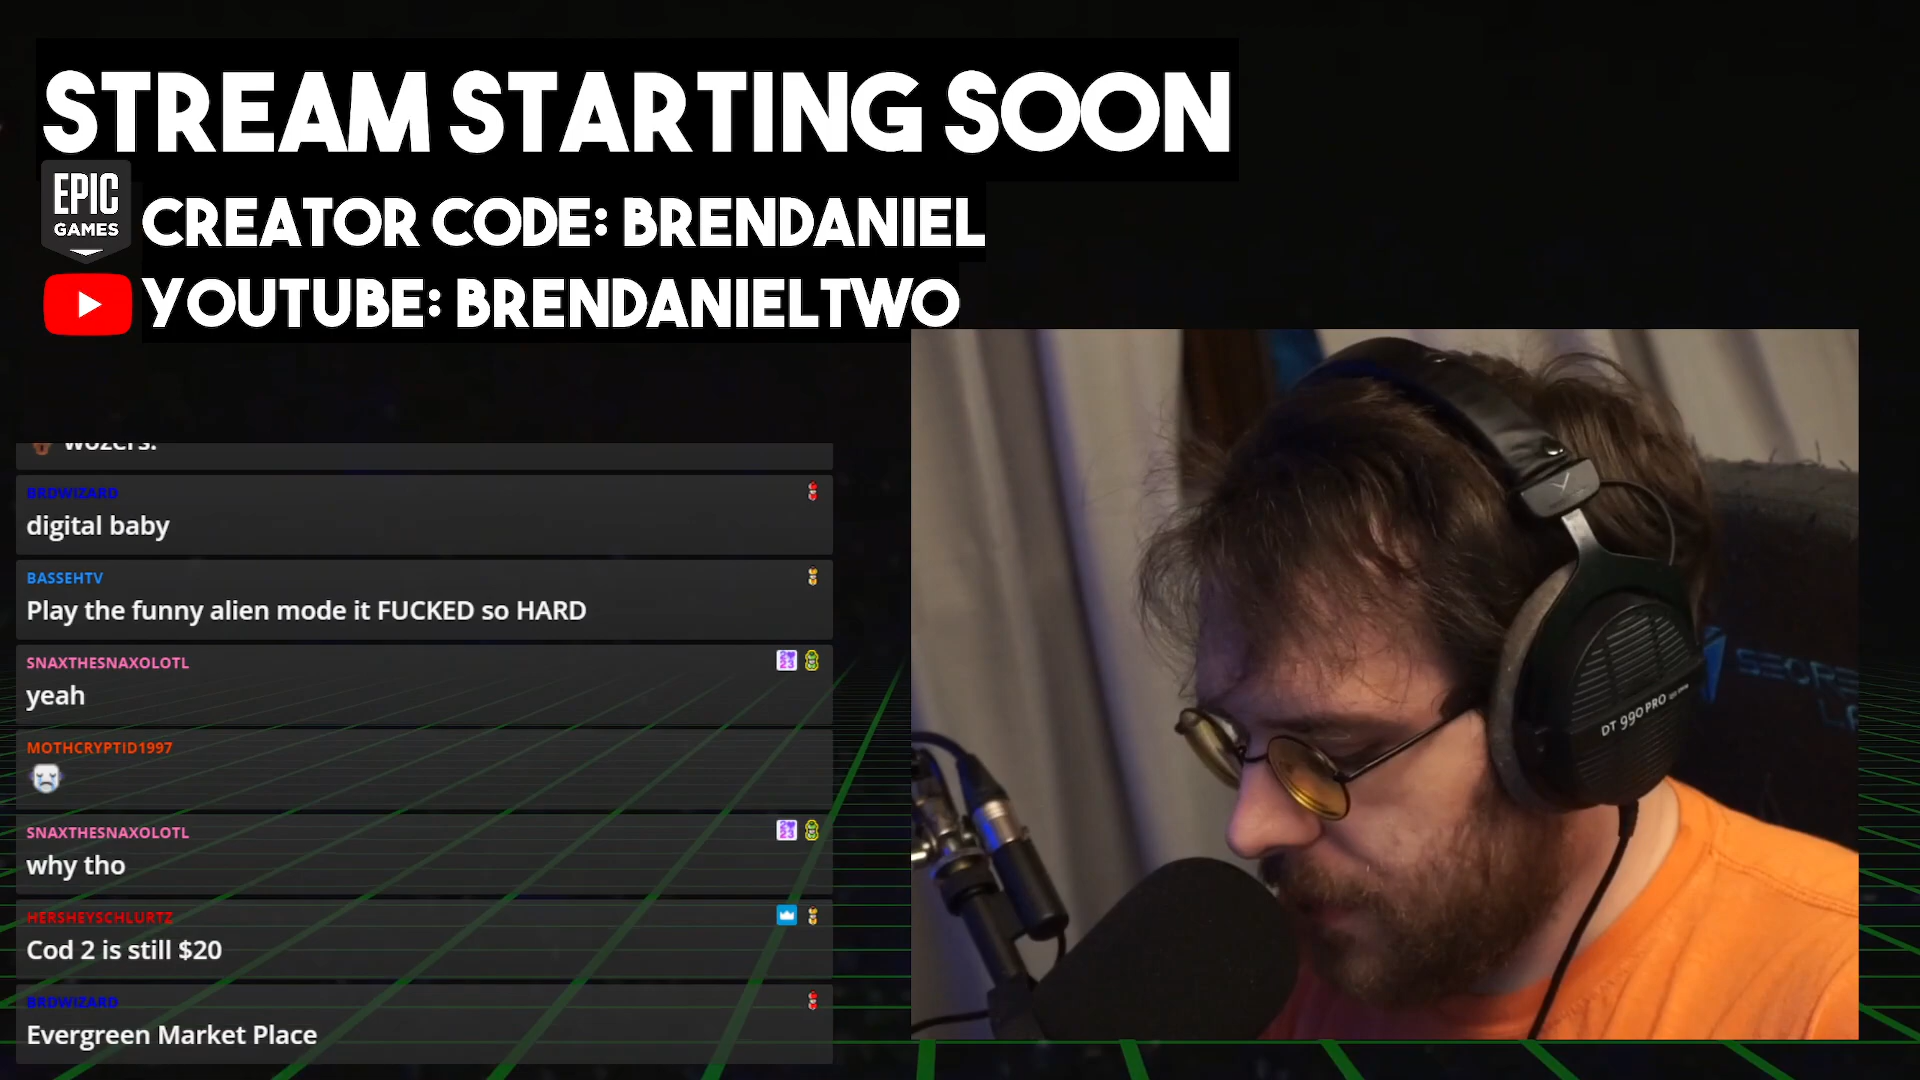 STREAM STARTING SOON
EPIC
GAMES
CREATOR CODE: BRENDANIEL
YOUTUBE: BRENDANIELTWO
wozers.
BRDWIZARD
digital baby
BASSEHTV
Play the funny alien mode it FUCKED so HARD
SNAXTHESNAXOLOTL
yeah
MOTHCRYPTID1997
SNAXTHESNAXOLOTL
why tho
HERSHEYSCHLURTZ
Cod 2 is still $20
BRDWIZARD
Evergreen Market Place
DT 990 PRO